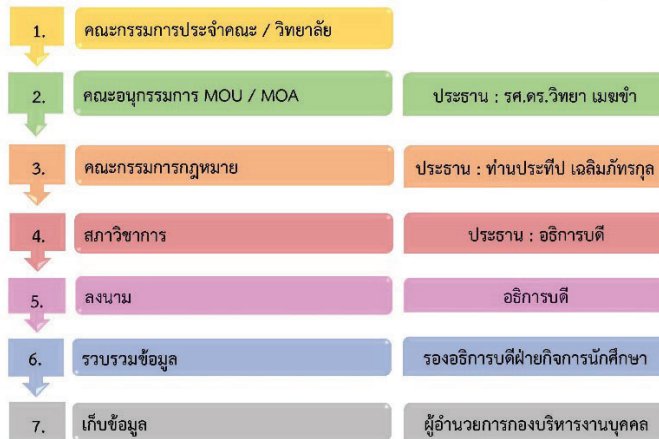 1. คณะกรรมการประจำคณะ / วิทยาลัย
2. คณะอนุกรรมการ MOU / MOA ประธาน : รศ.ดร.วิทยา เมฆขำ
3. คณะกรรมการกฎหมาย ประธาน : ท่านประทีป เฉลิมภัทรกุล
4. สภาวิชาการ ประธาน : อธิการบดี
5. ลงนาม อธิการบดี
6. รวบรวมข้อมูล รองอธิการบดีฝ่ายกิจการนักศึกษา
7. เก็บข้อมูล ผู้อำนวยการกองบริหารงานบุคคล